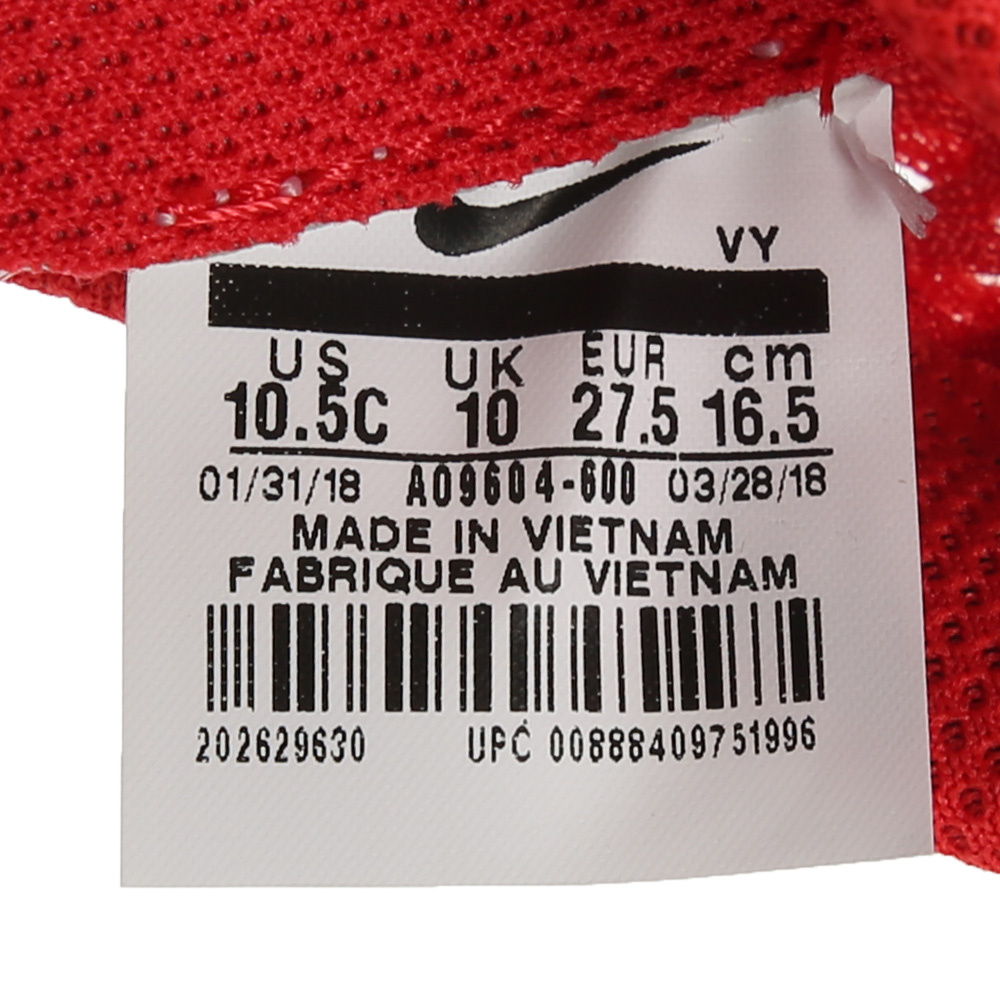 VY
US UK EUR cm
10.5C 10 27.5 16.5
01/31/18 AO9604-600 03/28/18
MADE IN VIETNAM
FABRIQUE AU VIETNAM
202629630 UPC 00888409751996